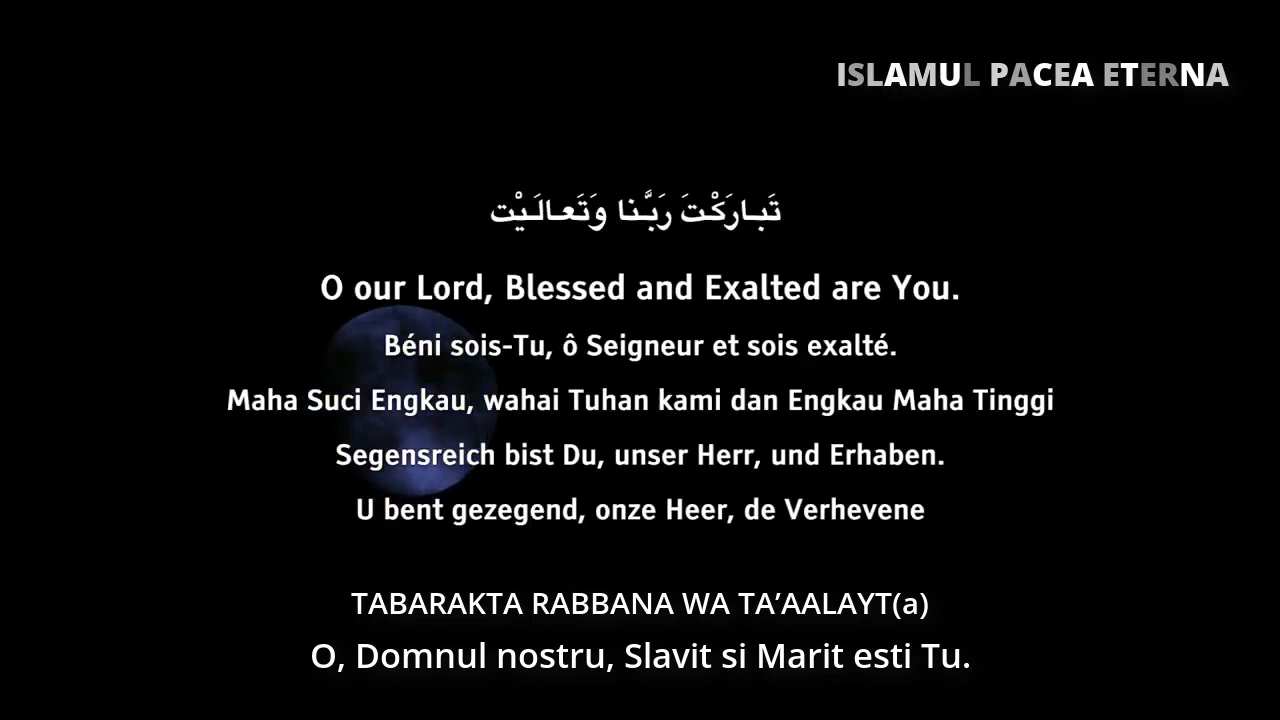 ISLAMUL PACEA ETERNA
تَبارَكْتَ رَبَّنا وَتَعالَيْت
O our Lord, Blessed and Exalted are You.
Béni sois-Tu, ô Seigneur et sois exalté.
Maha Suci Engkau, wahai Tuhan kami dan Engkau Maha Tinggi
Segensreich bist Du, unser Herr, und Erhaben.
U bent gezegend, onze Heer, de Verhevene
TABARAKTA RABBANA WA TA’AALAYT(a)
O, Domnul nostru, Slavit si Marit esti Tu.